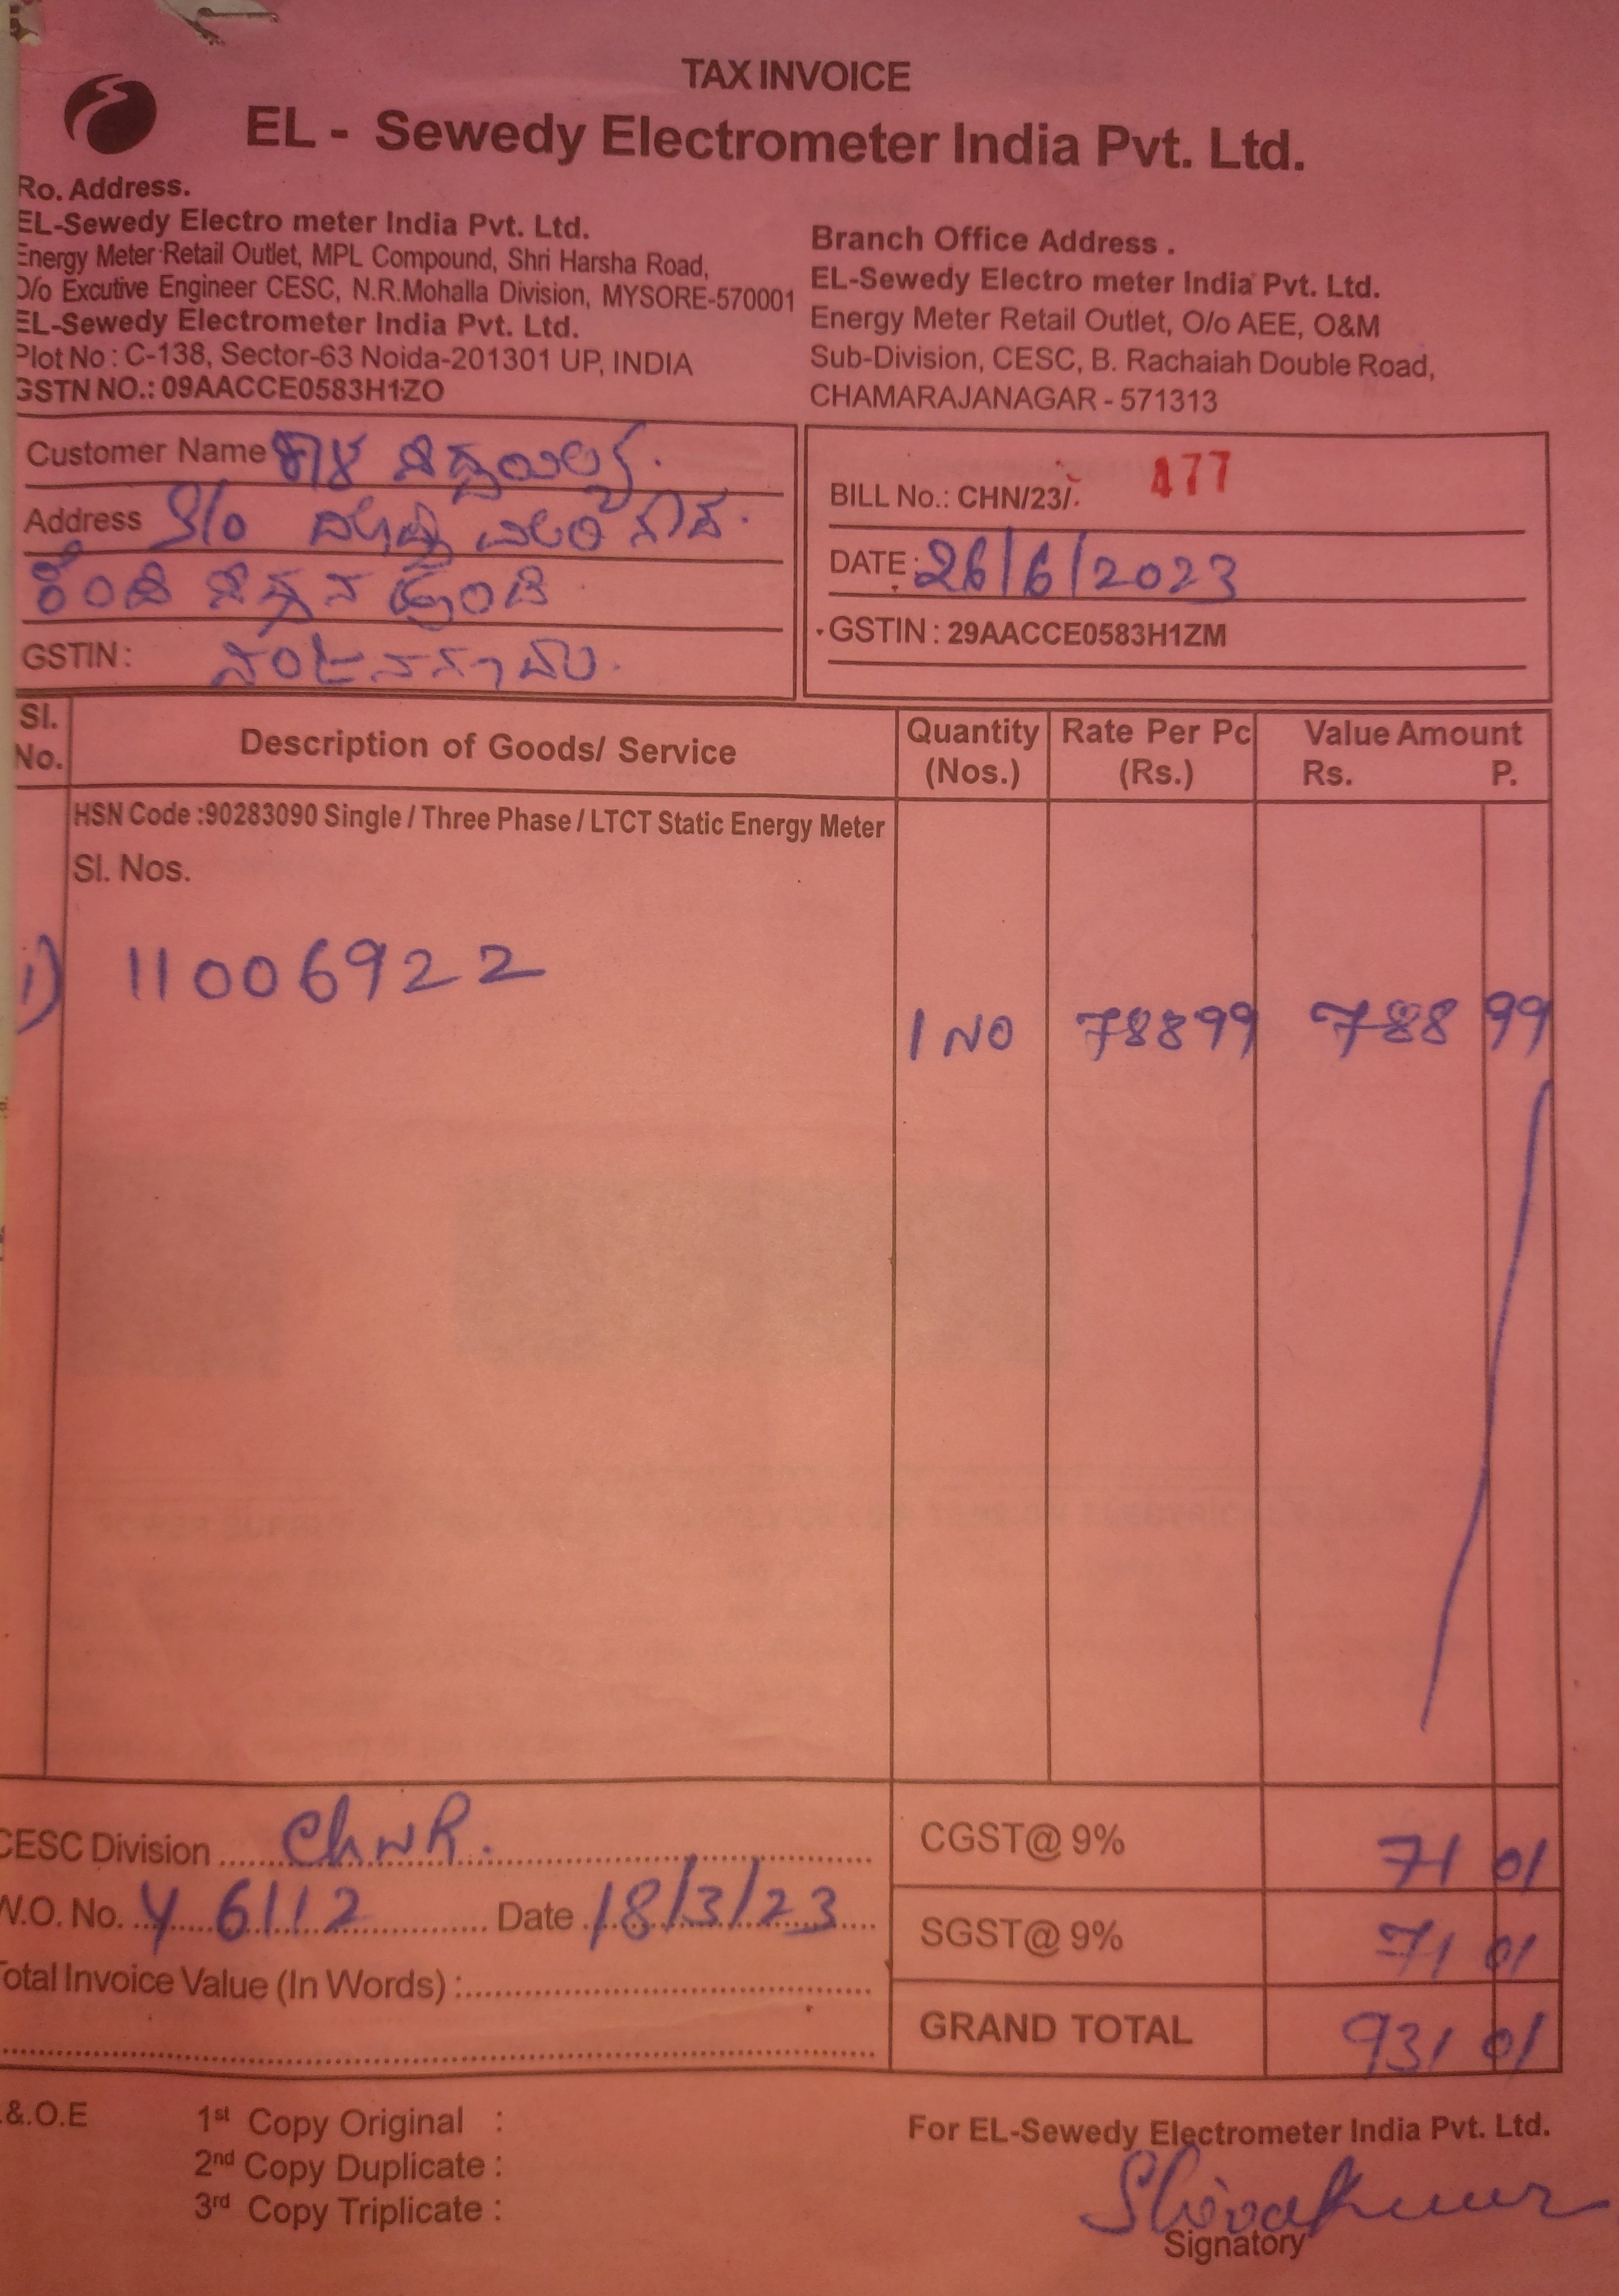 TAX INVOICE
EL - Sewedy Electrometer India Pvt. Ltd.
Ro. Address.
EL-Sewedy Electro meter India Pvt. Ltd.
Energy Meter Retail Outlet, MPL Compound, Shri Harsha Road,
O/o Excutive Engineer CESC, N.R.Mohalla Division, MYSORE-570001
EL-Sewedy Electrometer India Pvt. Ltd.
Plot No : C-138, Sector-63 Noida-201301 UP, INDIA
GSTN NO.: 09AACCE0583H1ZO
Branch Office Address .
EL-Sewedy Electro meter India Pvt. Ltd.
Energy Meter Retail Outlet, O/o AEE, O&M
Sub-Division, CESC, B. Rachaiah Double Road,
CHAMARAJANAGAR - 571313
Customer Name
Address S/o
GSTIN :
BILL No.: CHN/23/. 477
DATE : 26/6/2023
GSTIN : 29AACCE0583H1ZM
Sl. No. Description of Goods/ Service Quantity (Nos.) Rate Per Pc (Rs.) Value Amount Rs. P.
HSN Code :90283090 Single / Three Phase / LTCT Static Energy Meter
Sl. Nos.
1) 11006922
1 NO 78899 788 99
CESC Division ChNR.
W.O. No. Y 6112 Date 18/3/23
Total Invoice Value (In Words) :
CGST@ 9% 71 01
SGST@ 9% 71 01
GRAND TOTAL 931 01
.&.O.E
1st Copy Original :
2nd Copy Duplicate :
3rd Copy Triplicate :
For EL-Sewedy Electrometer India Pvt. Ltd.
Shivakumar
Signatory